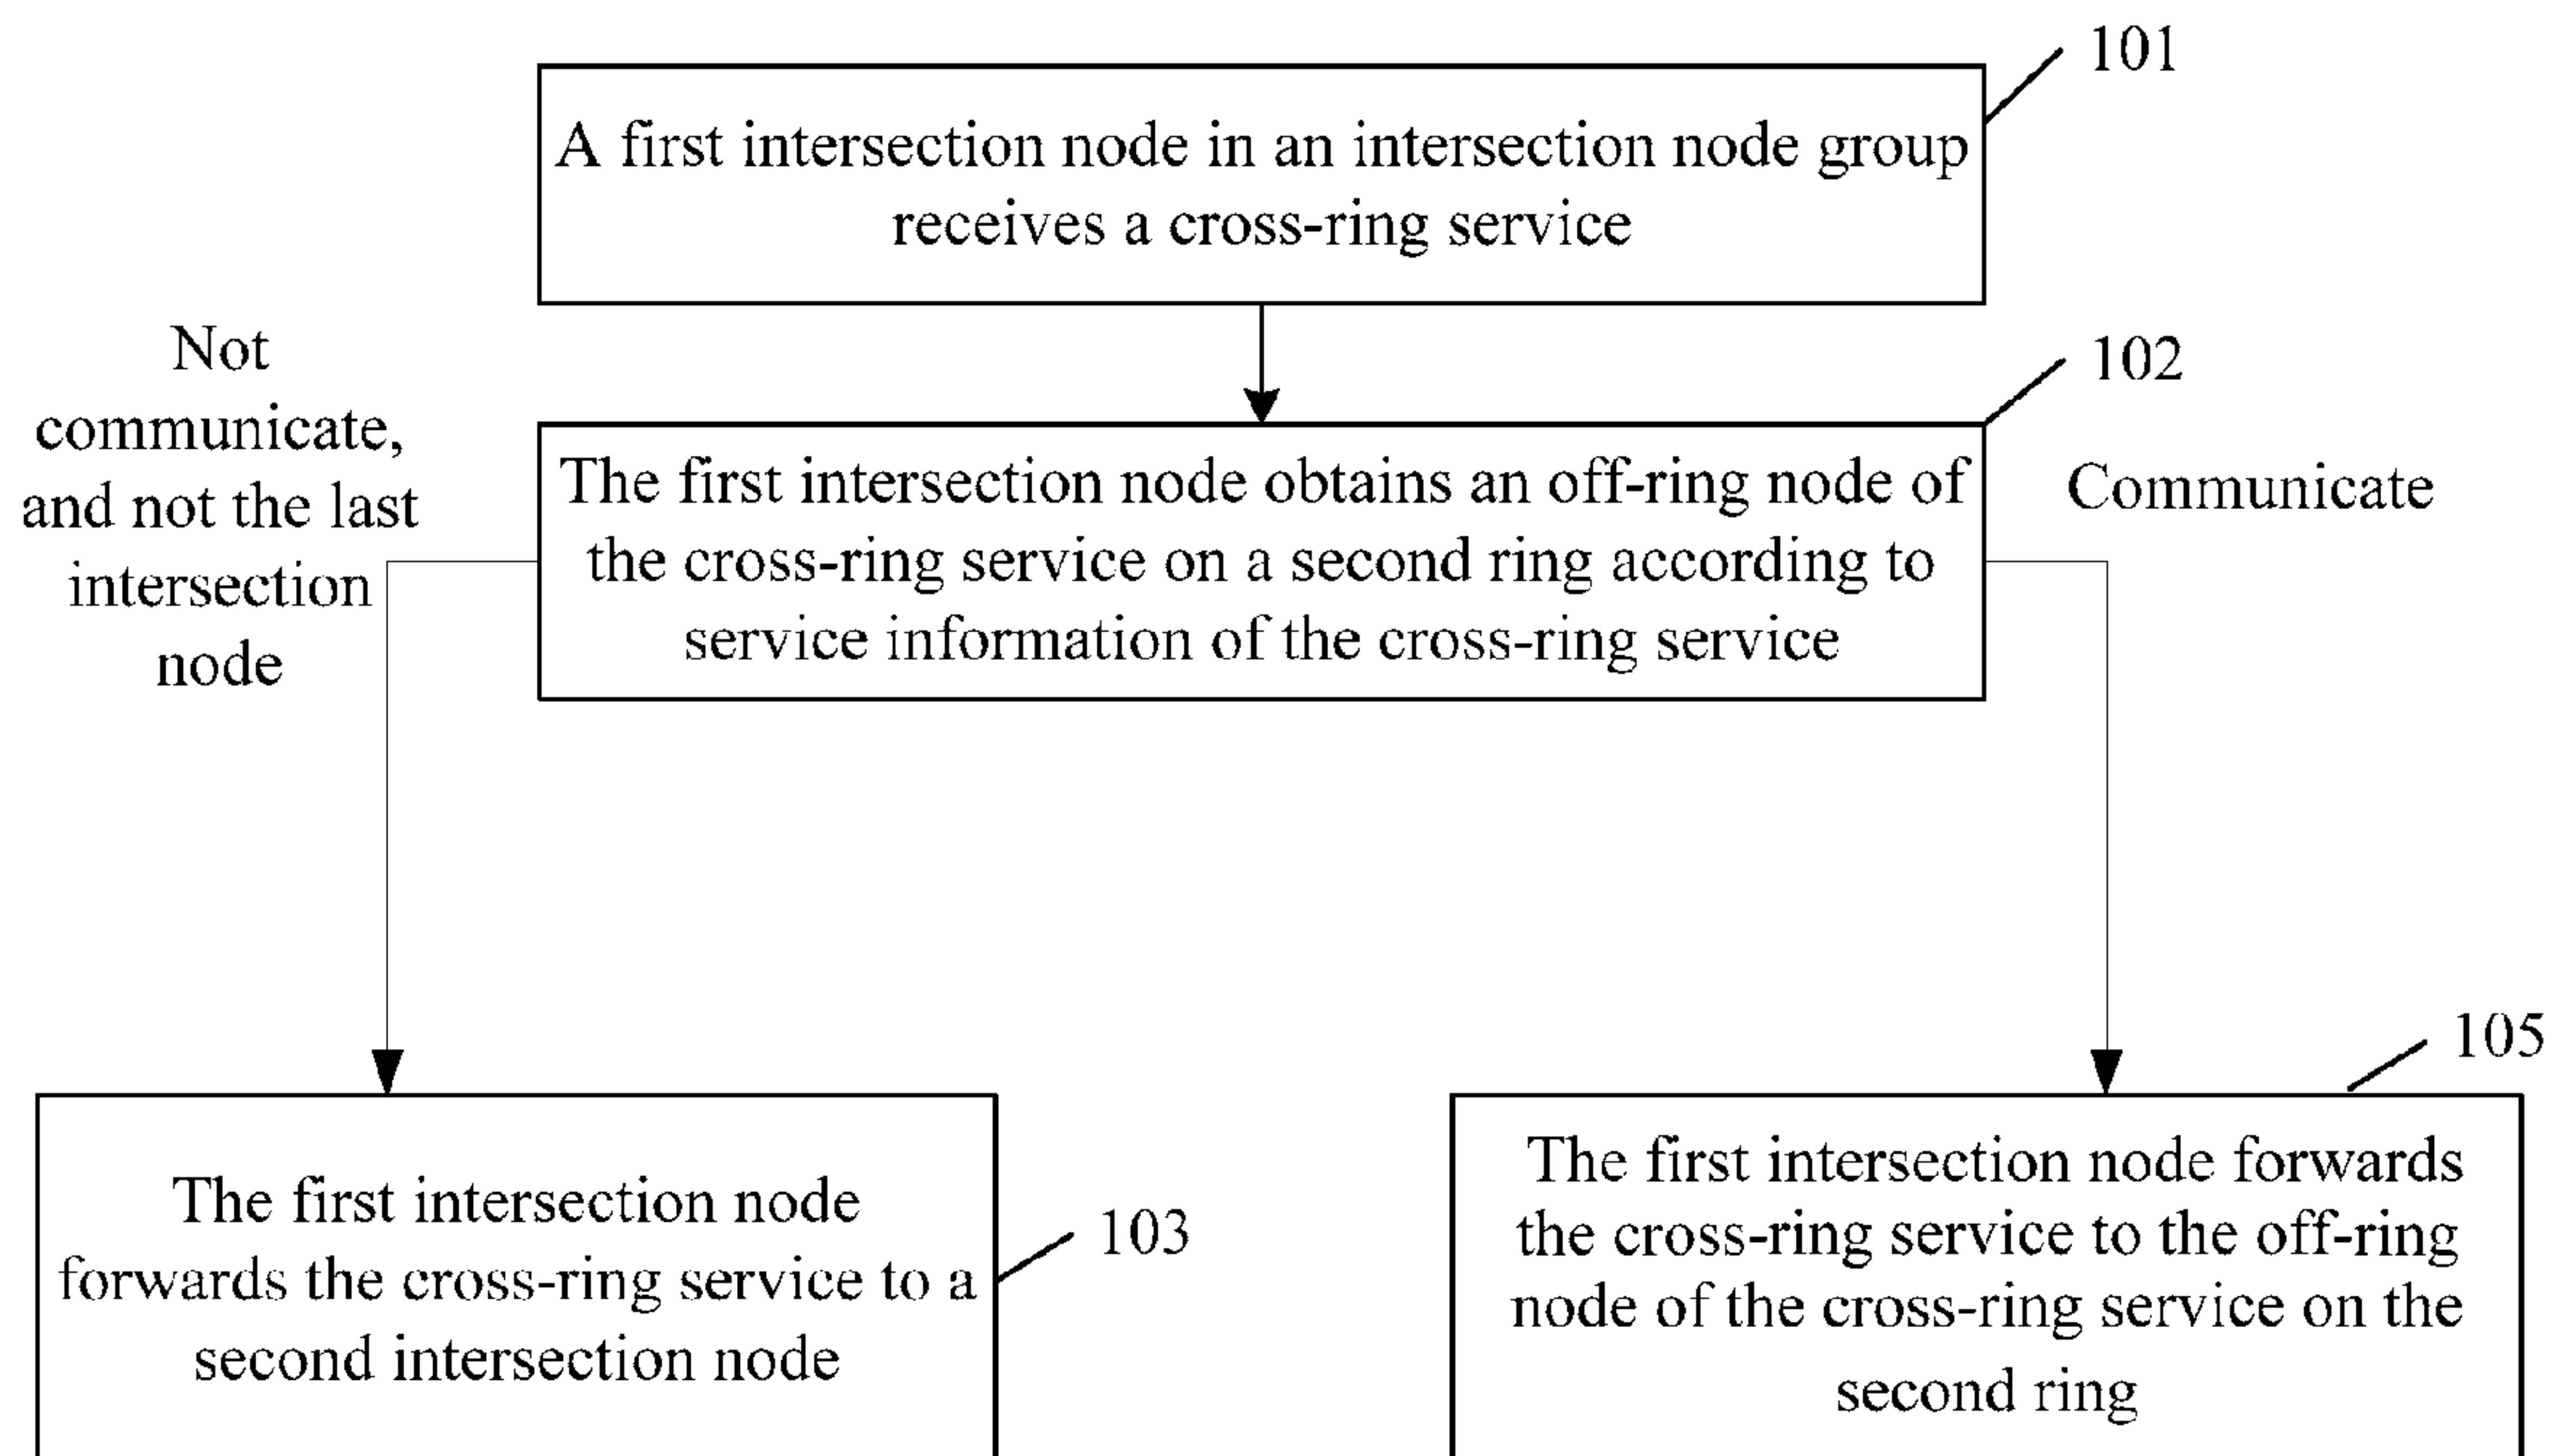 101
A first intersection node in an intersection node group
receives a cross-ring service
Not
communicate,
and not the last
intersection
node
102
The first intersection node obtains an off-ring node of
the cross-ring service on a second ring according to
service information of the cross-ring service
Communicate
103
The first intersection node
forwards the cross-ring service to a
second intersection node
105
The first intersection node forwards
the cross-ring service to the off-ring
node of the cross-ring service on the
second ring